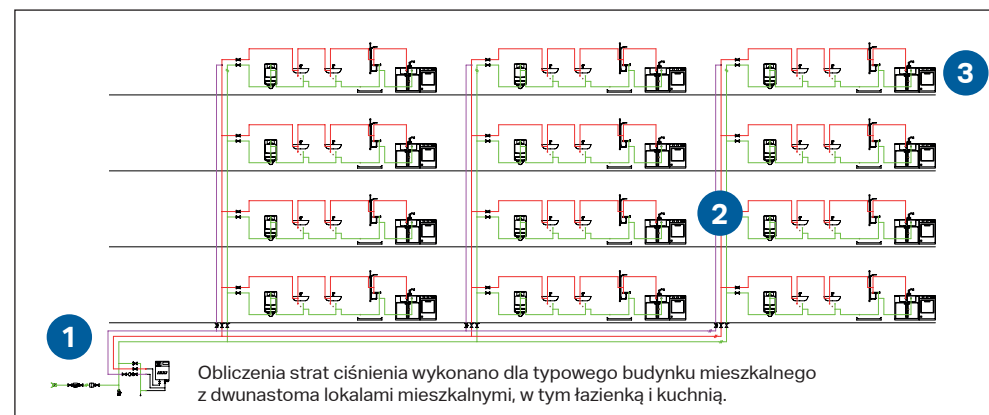 3
2
1
Obliczenia strat ciśnienia wykonano dla typowego budynku mieszkalnego
z dwunastoma lokalami mieszkalnymi, w tym łazienką i kuchnią.